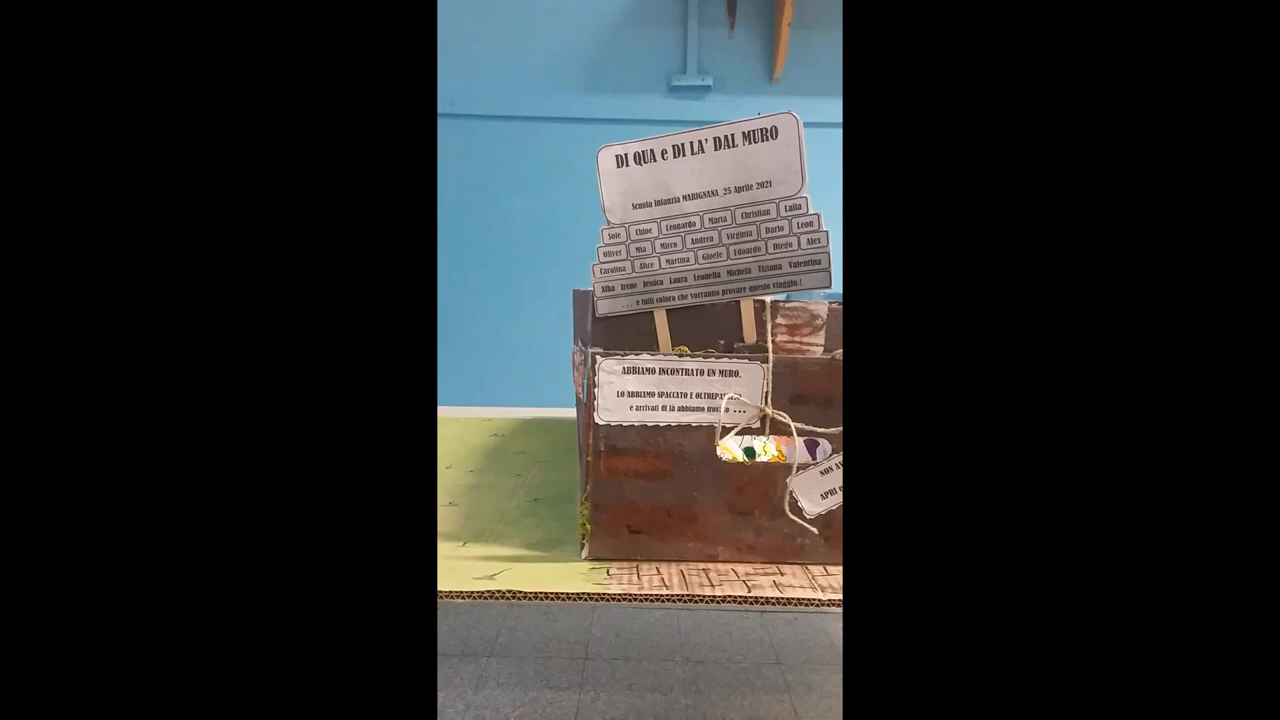 DI QUA e DI LA' DAL MURO
Scuola Infanzia MARIGNANA_25 Aprile 2021
Sole Chloe Leonardo Marta Christian Laila
Oliver Mia Mirco Andrea Virginia Dario Leon
Carolina Alice Martina Gioele Edoardo Diego Alex
Alba Irene Jessica Laura Leonella Michela Tiziana Valentina
... e tutti coloro che vorranno provare questo viaggio !
ABBIAMO INCONTRATO UN MURO.
LO ABBIAMO SPACCATO E
e arrivati di là abbiamo ...
NON
APRI